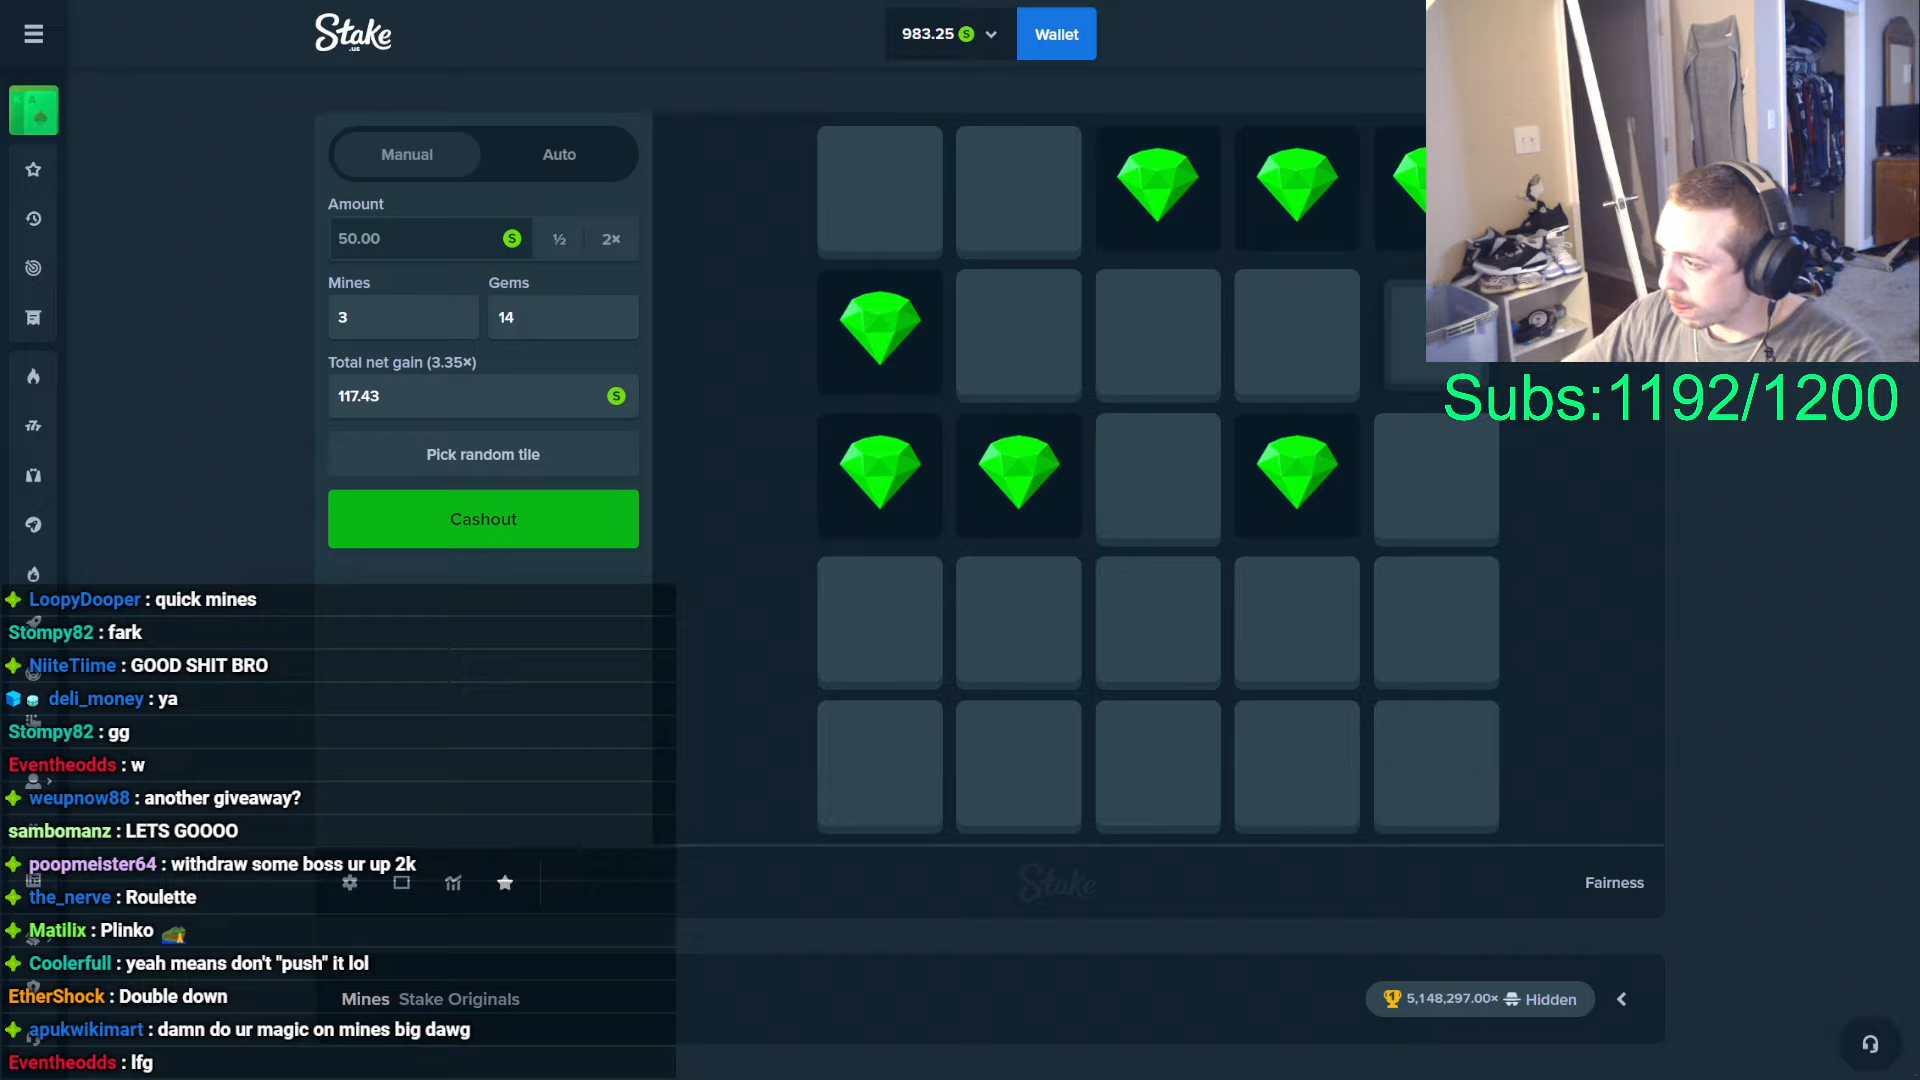 Stake
.us
983.25
Wallet
Manual
Auto
Amount
50.00
½
2×
Mines
Gems
3
14
Total net gain (3.35×)
117.43
Pick random tile
Cashout
Subs:1192/1200
LoopyDooper : quick mines
Stompy82 : fark
NiiteTiime : GOOD SHIT BRO
deli_money : ya
Stompy82 : gg
Eventheodds : w
weupnow88 : another giveaway?
sambomanz : LETS GOOOO
poopmeister64 : withdraw some boss ur up 2k
the_nerve : Roulette
Matilix : Plinko
Coolerfull : yeah means don't "push" it lol
EtherShock : Double down
apukwikimart : damn do ur magic on mines big dawg
Eventheodds : lfg
Stake
Fairness
Mines Stake Originals
5,148,297.00× Hidden